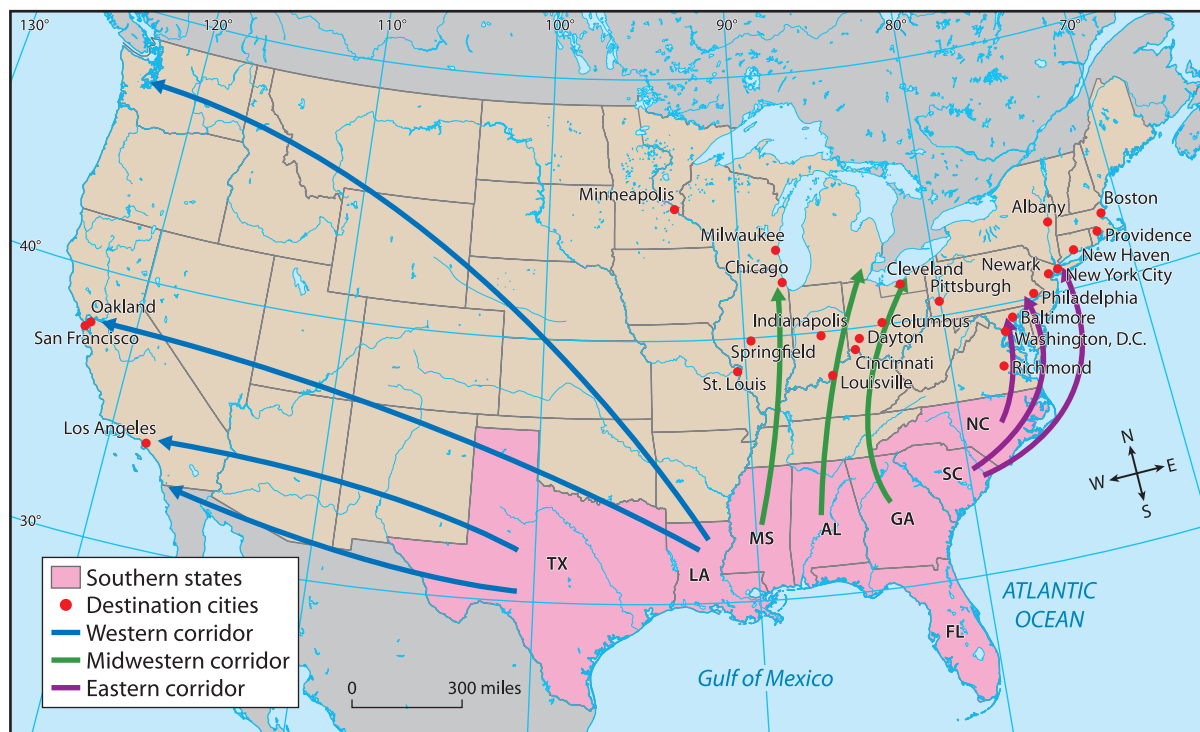 130°
120°
110°
100°
90°
80°
70°
40°
30°
Minneapolis
Milwaukee
Chicago
Albany
Boston
Providence
New Haven
New York City
Newark
Cleveland
Pittsburgh
Philadelphia
Baltimore
Washington, D.C.
Richmond
Indianapolis
Columbus
Dayton
Cincinnati
Springfield
St. Louis
Louisville
Oakland
San Francisco
Los Angeles
NC
SC
GA
AL
MS
LA
TX
FL
N
E
W
S
ATLANTIC
OCEAN
Gulf of Mexico
0 300 miles
Southern states
Destination cities
Western corridor
Midwestern corridor
Eastern corridor